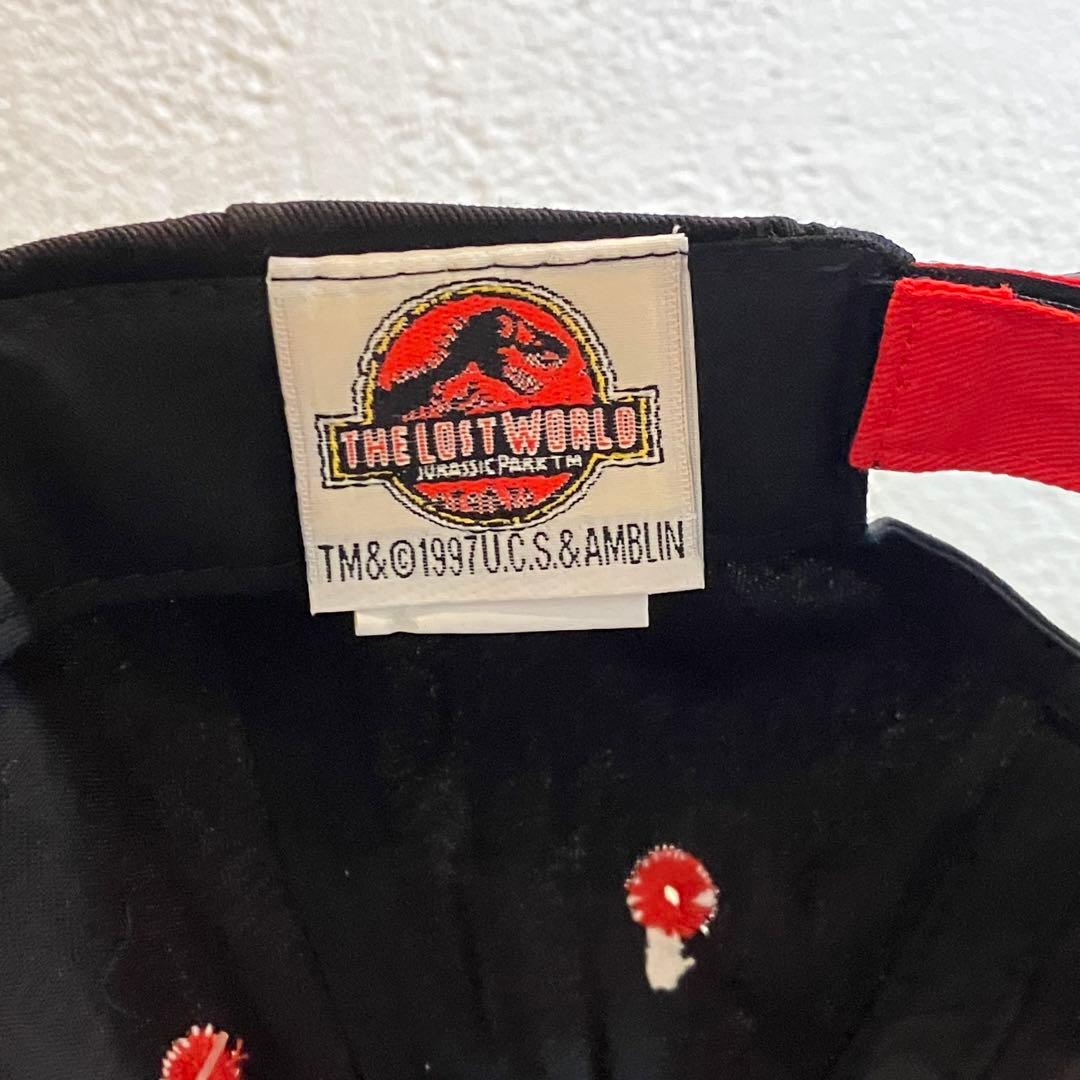 THE LOST WORLD
JURASSIC PARK TM
TM&©1997U.C.S.&AMBLIN